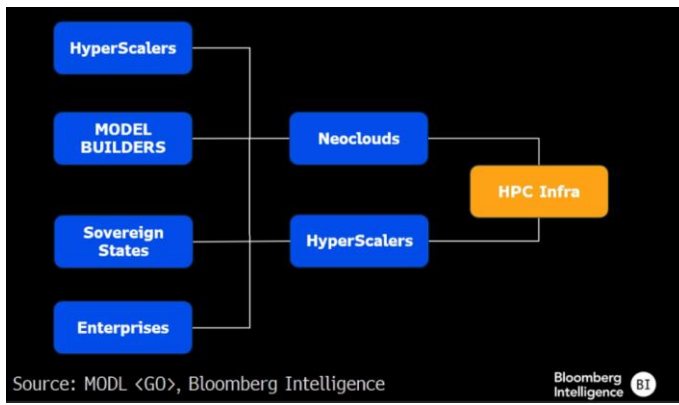 HyperScalers
MODEL
BUILDERS
Neoclouds
HPC Infra
Sovereign
States
HyperScalers
Enterprises
Source: MODL <GO>, Bloomberg Intelligence
Bloomberg
Intelligence
BI